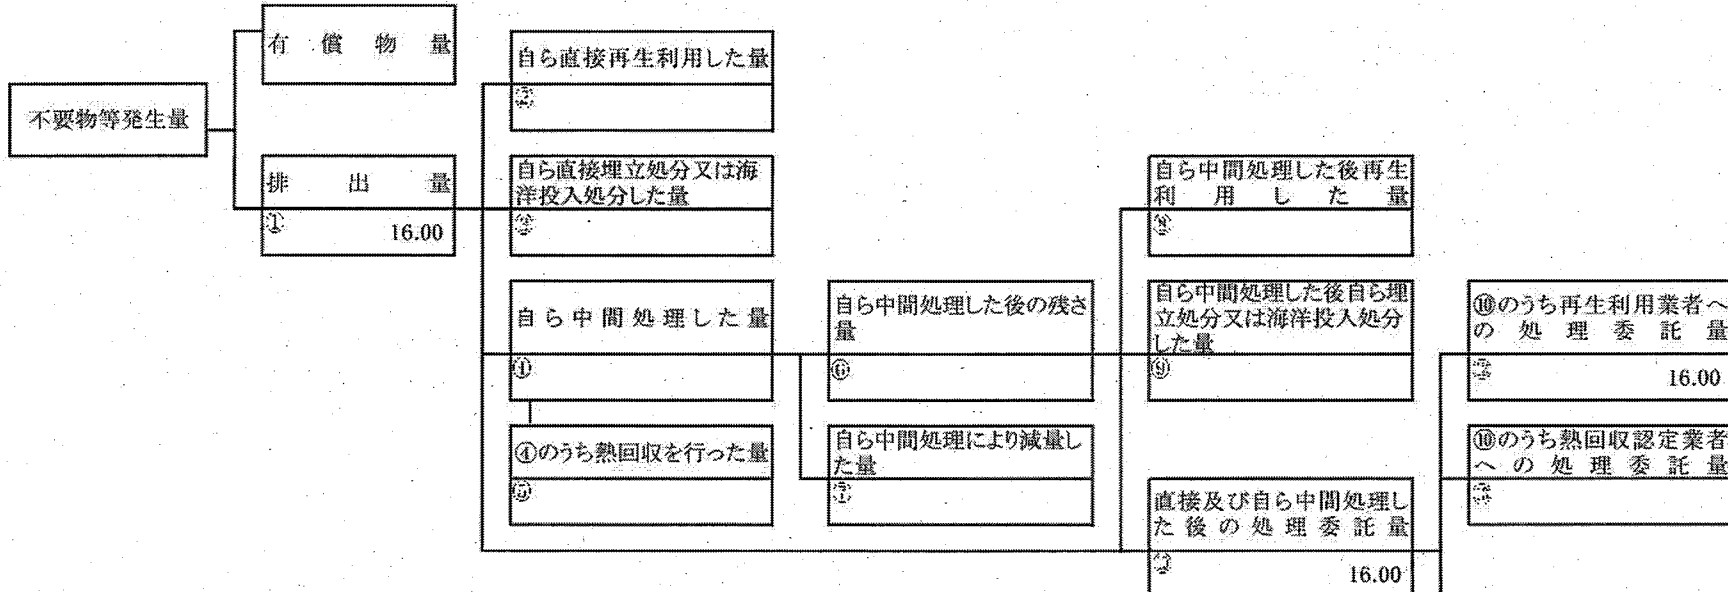 不要物等発生量
有償物量
排出量
①
16.00
自ら直接再生利用した量
②
自ら直接埋立処分又は海
洋投入処分した量
自ら中間処理した量
④のうち熱回収を行った量
⑤
自ら中間処理した後の残さ
量
⑥
自ら中間処理により減量し
た量
自ら中間処理した後再生
利用した量
自ら中間処理した後自ら埋
立処分又は海洋投入処分
した量
⑨
直接及び自ら中間処理し
た後の処理委託量
16.00
⑩のうち再生利用業者へ
の処理委託量
16.00
⑩のうち熱回収認定業者
への処理委託量